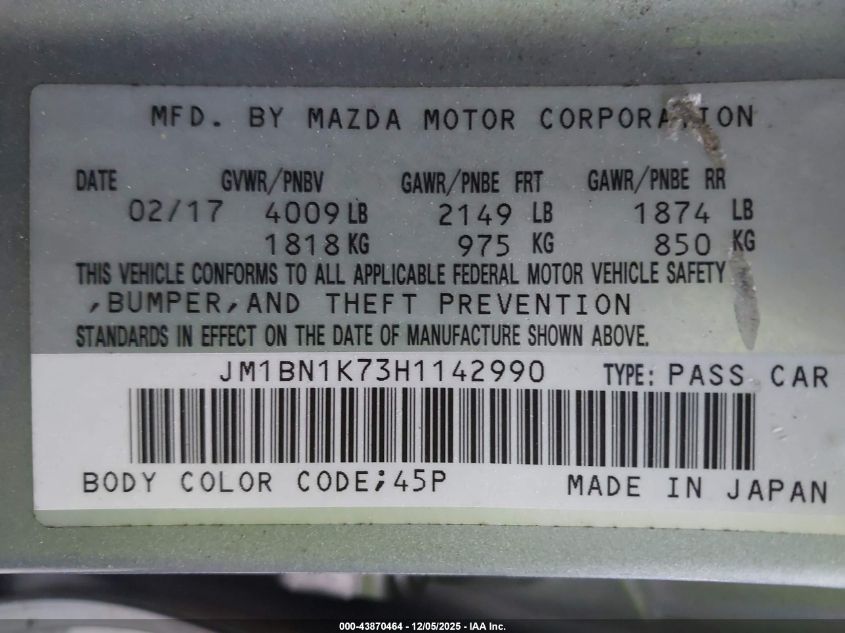 MFD. BY MAZDA MOTOR CORPORATION
DATE GVWR/PNBV GAWR/PNBE FRT GAWR/PNBE RR
02/17 4009 LB 2149 LB 1874 LB
1818 KG 975 KG 850 KG
THIS VEHICLE CONFORMS TO ALL APPLICABLE FEDERAL MOTOR VEHICLE SAFETY
,BUMPER,AND THEFT PREVENTION
STANDARDS IN EFFECT ON THE DATE OF MANUFACTURE SHOWN ABOVE.
JM1BN1K73H1142990 TYPE: PASS CAR
BODY COLOR CODE;45P MADE IN JAPAN
000-43870464 - 12/05/2025 - IAA Inc.